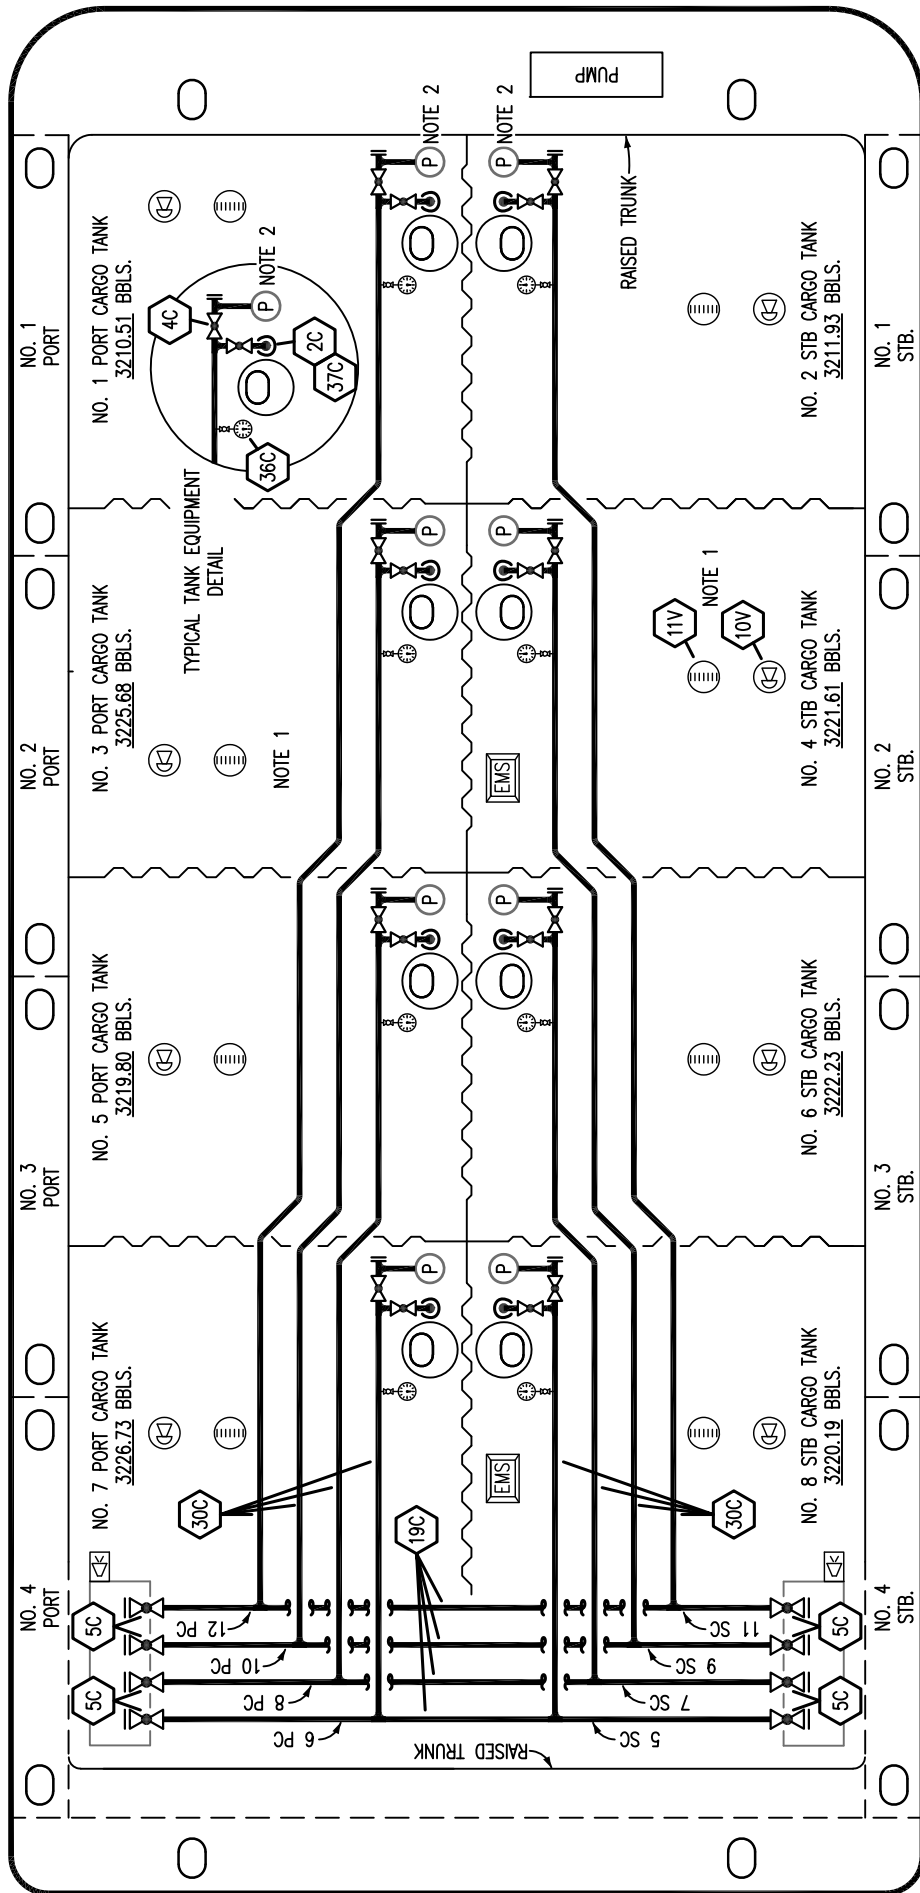 PUMP
NO. 1
PORT
NO. 2
PORT
NO. 3
PORT
NO. 4
PORT
NO. 1 PORT CARGO TANK
3210.51 BBLS.
NO. 3 PORT CARGO TANK
3225.68 BBLS.
NO. 5 PORT CARGO TANK
3219.80 BBLS.
NO. 7 PORT CARGO TANK
3226.73 BBLS.
4C
P
NOTE 2
2C
37C
36C
TYPICAL TANK EQUIPMENT
DETAIL
NOTE 1
P
NOTE 2
P
NOTE 2
P
P
P
P
P
P
RAISED TRUNK
EMS
EMS
11V
NOTE 1
10V
NO. 2 STB CARGO TANK
3211.93 BBLS.
NO. 4 STB CARGO TANK
3221.61 BBLS.
NO. 6 STB CARGO TANK
3222.23 BBLS.
NO. 8 STB CARGO TANK
3220.19 BBLS.
NO. 1
STB.
NO. 2
STB.
NO. 3
STB.
NO. 4
STB.
30C
19C
30C
5C
5C
5C
5C
12 PC
10 PC
8 PC
6 PC
11 SC
9 SC
7 SC
5 SC
RAISED TRUNK